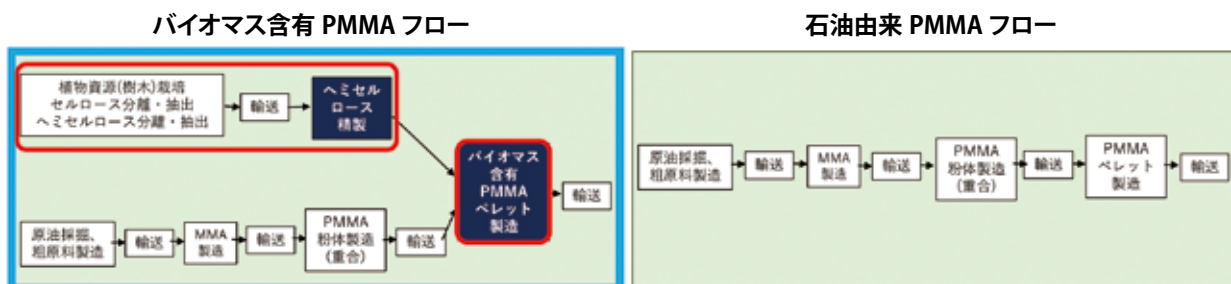 バイオマス含有 PMMA フロー
植物資源(樹木)栽培
セルロース分離・抽出
ヘミセルロース分離・抽出
輸送
ヘミセル
ロース
精製
バイオマス
含有
PMMA
ペレット
製造
輸送
原油採掘、
粗原料製造
輸送
MMA
製造
輸送
PMMA
粉体製造
(重合)
輸送
石油由来 PMMA フロー
原油採掘、
粗原料製造
輸送
MMA
製造
輸送
PMMA
粉体製造
(重合)
輸送
PMMA
ペレット
製造
輸送